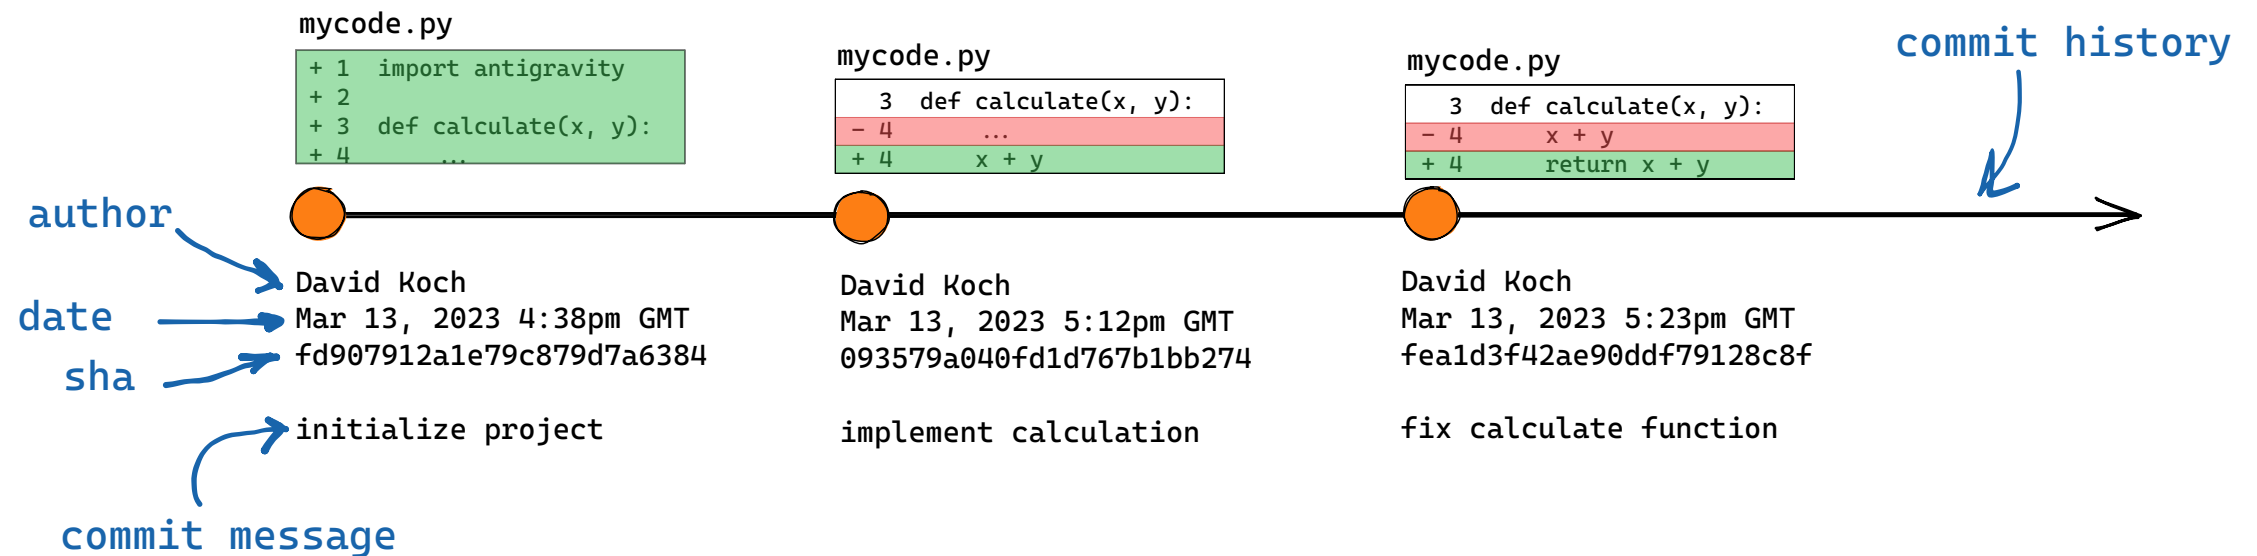 mycode.py
+ 1  import antigravity
+ 2
+ 3  def calculate(x, y):
+ 4      ...
mycode.py
3  def calculate(x, y):
- 4      ...
+ 4      x + y
mycode.py
3  def calculate(x, y):
- 4      x + y
+ 4      return x + y
commit history
author
date
sha
commit message
David Koch
Mar 13, 2023 4:38pm GMT
fd907912a1e79c879d7a6384
initialize project
David Koch
Mar 13, 2023 5:12pm GMT
093579a040fd1d767b1bb274
implement calculation
David Koch
Mar 13, 2023 5:23pm GMT
fea1d3f42ae90ddf79128c8f
fix calculate function